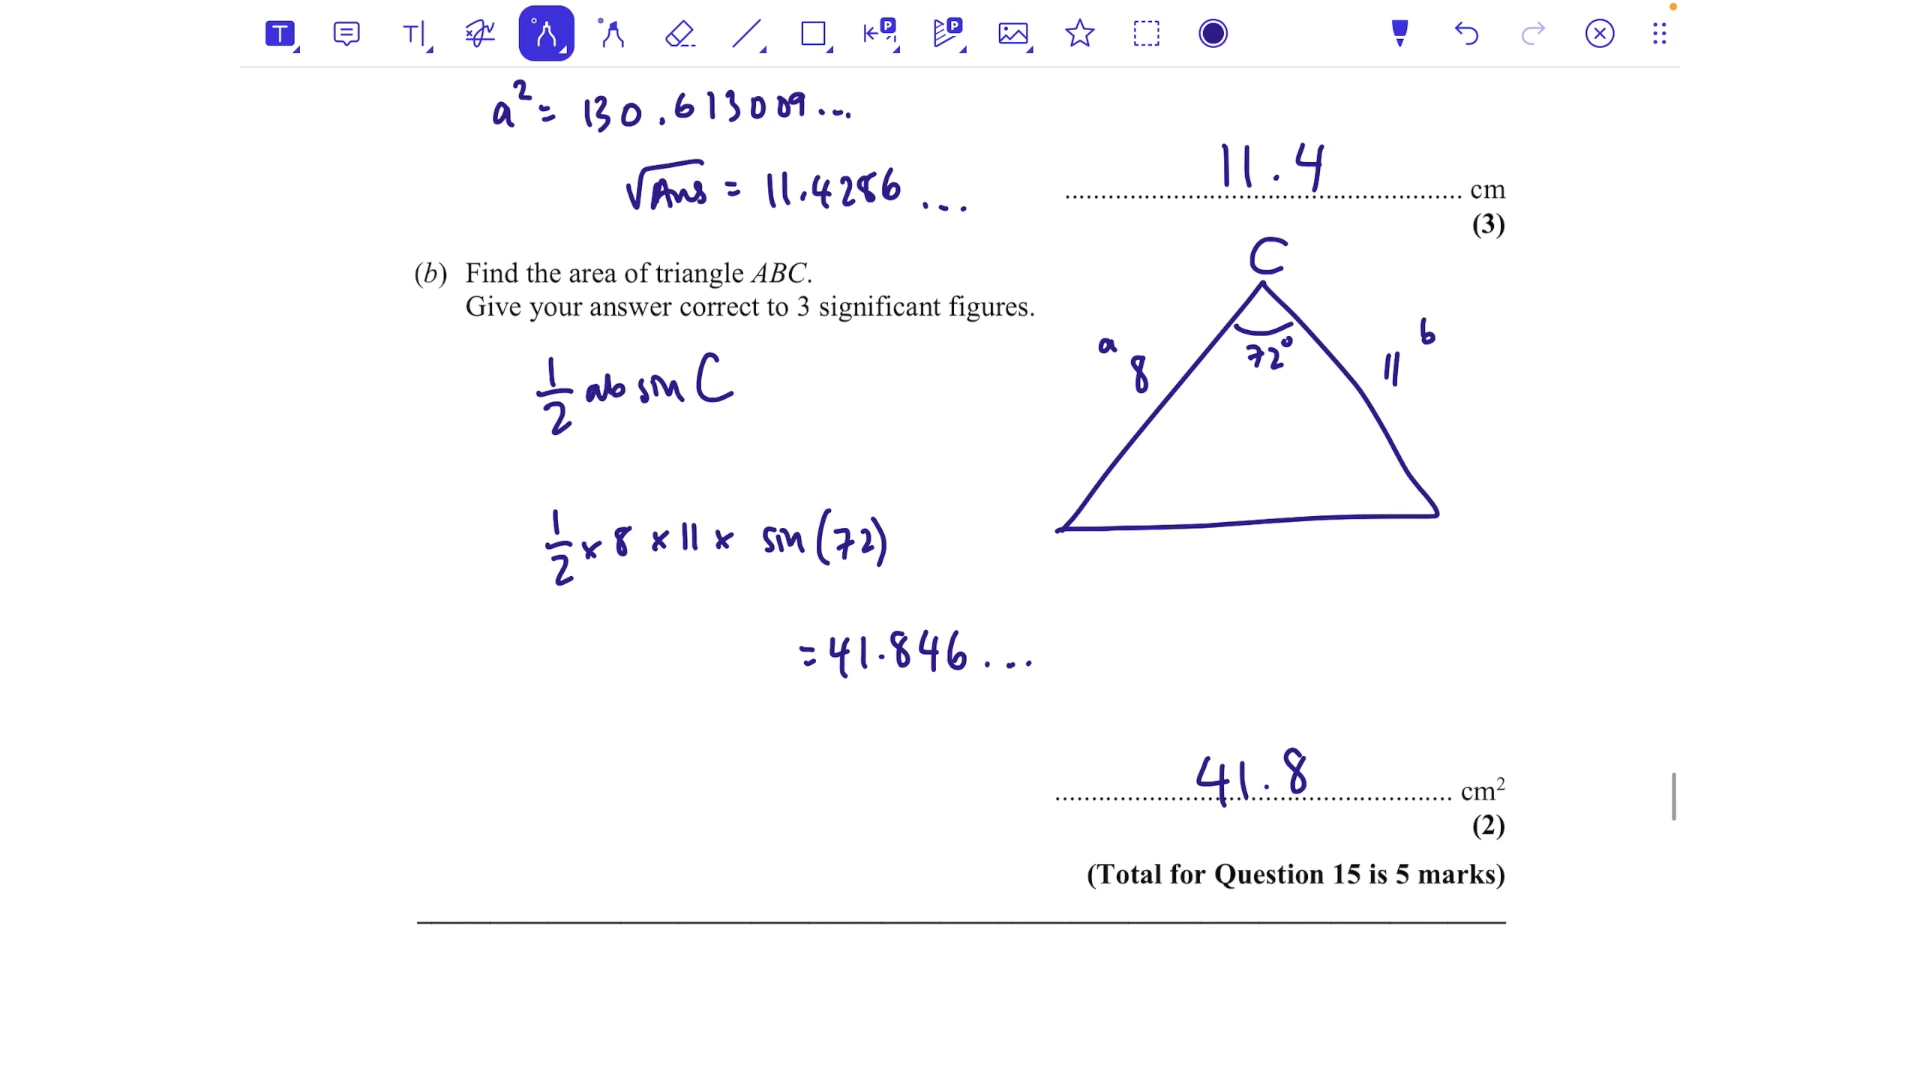 a² = 130.613009...
11.4
√Ans = 11.4286...
cm
(3)
(b) Find the area of triangle ABC.
Give your answer correct to 3 significant figures.
C
a 8
72°
11 b
1/2 ab sin C
1/2 × 8 × 11 × sin (72)
= 41.846...
41.8 cm²
(2)
(Total for Question 15 is 5 marks)